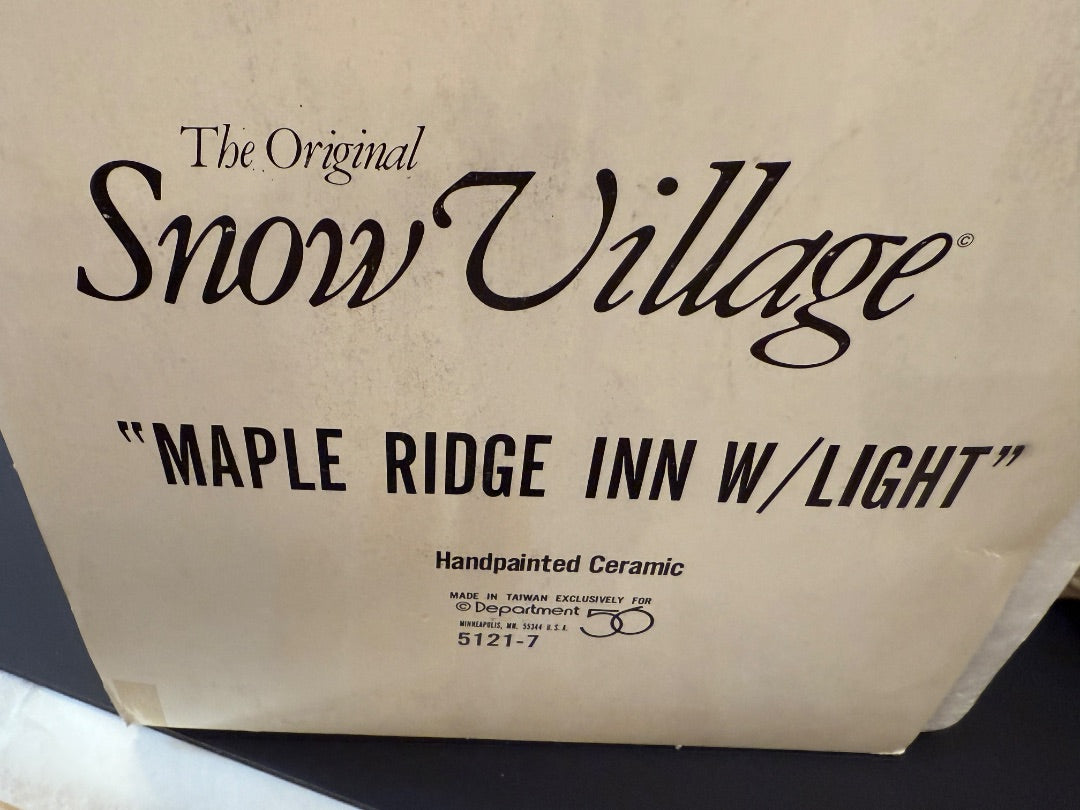 The Original
Snow Village©
"MAPLE RIDGE INN W/LIGHT"
Handpainted Ceramic
MADE IN TAIWAN EXCLUSIVELY FOR
© Department 56
MINNEAPOLIS, MN. 55344 U.S.A.
5121-7